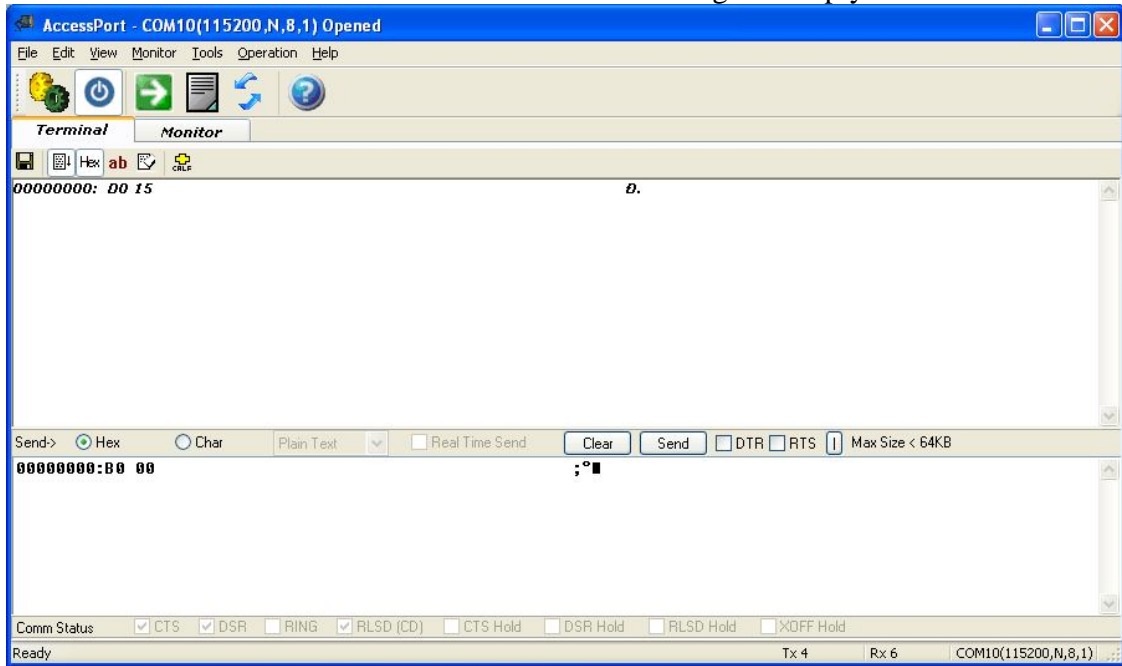 AccessPort - COM10(115200,N,8,1) Opened
File Edit View Monitor Tools Operation Help
Terminal Monitor
Hex ab CRLF
00000000: D0 15 Ð.
Send-> Hex Char Plain Text Real Time Send Clear Send DTR RTS Max Size < 64KB
00000000:B0 00 ;°
Comm Status CTS DSR RING RLSD (CD) CTS Hold DSR Hold RLSD Hold XOFF Hold
Ready Tx 4 Rx 6 COM10(115200,N,8,1)